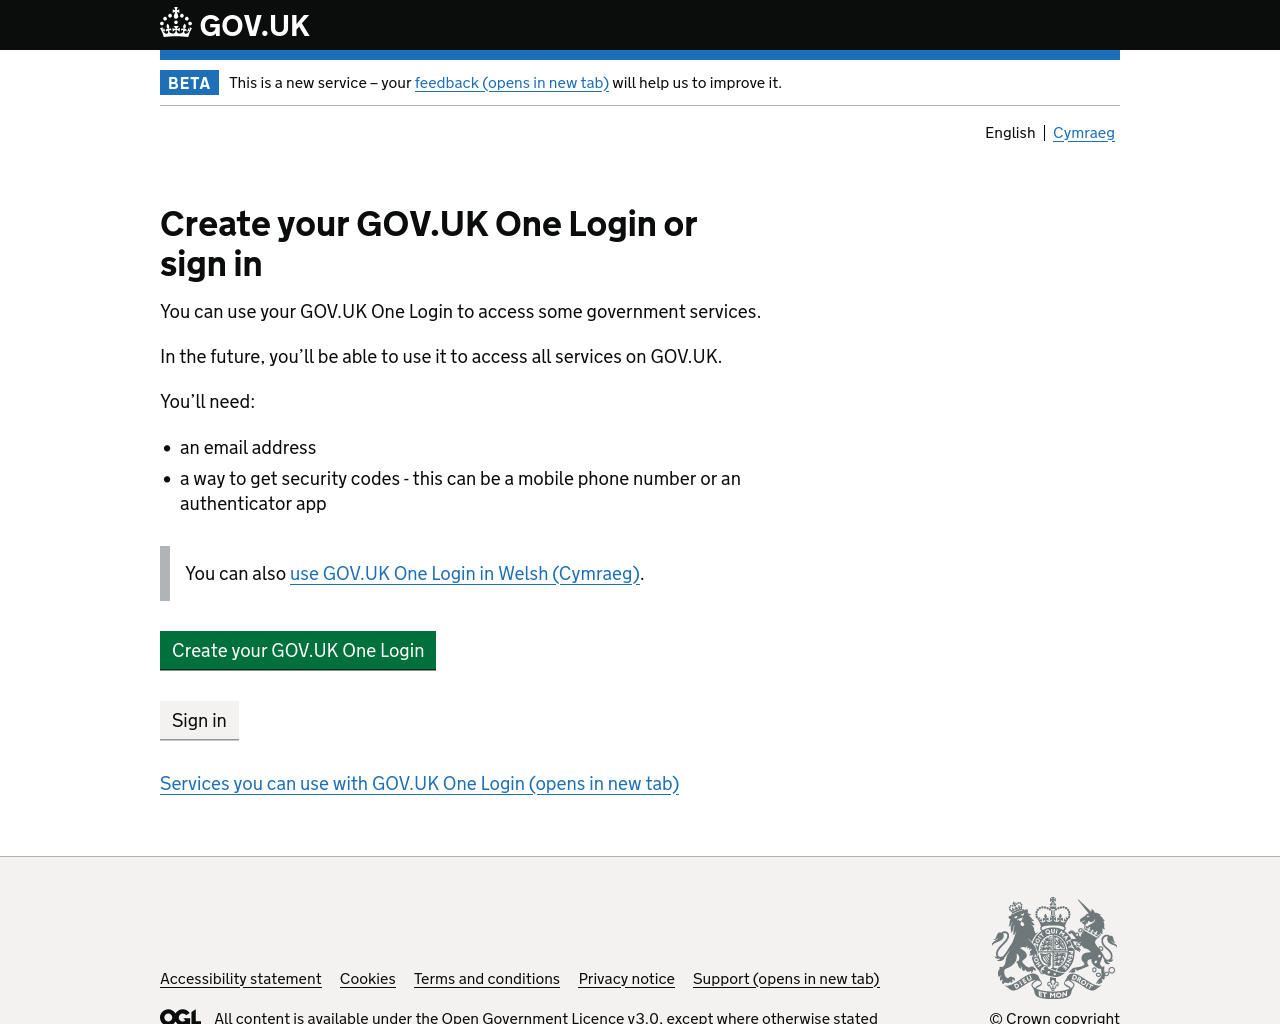 GOV.UK
BETA This is a new service – your feedback (opens in new tab) will help us to improve it.
English Cymraeg
Create your GOV.UK One Login or
sign in
You can use your GOV.UK One Login to access some government services.
In the future, you’ll be able to use it to access all services on GOV.UK.
You’ll need:
• an email address
• a way to get security codes - this can be a mobile phone number or an
authenticator app
You can also use GOV.UK One Login in Welsh (Cymraeg).
Create your GOV.UK One Login
Sign in
Services you can use with GOV.UK One Login (opens in new tab)
Accessibility statement Cookies Terms and conditions Privacy notice Support (opens in new tab)
OGL All content is available under the Open Government Licence v3.0, except where otherwise stated
© Crown copyright